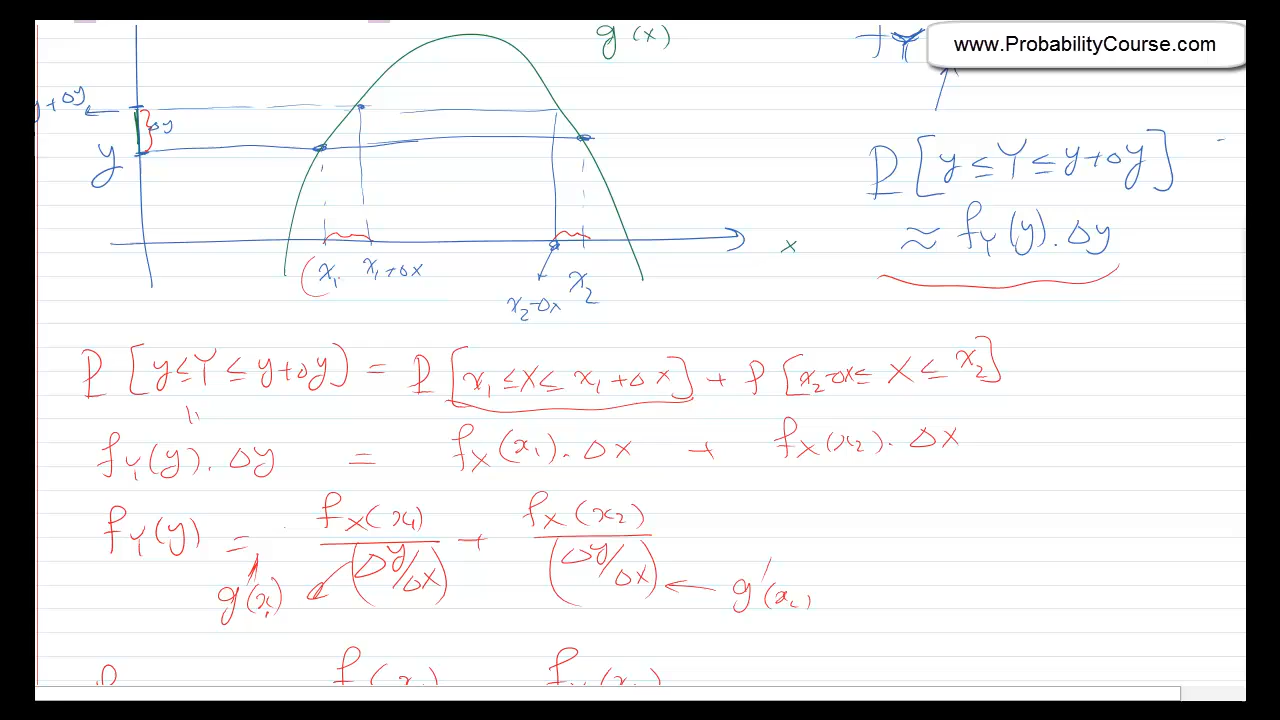 www.ProbabilityCourse.com
g(x)
y+Δy
Δy
y
x
x₁ x₁+Δx
x₂-Δx x₂
P[y≤Y≤y+Δy]
≈ f_Y(y).Δy
P[y≤Y≤y+Δy) = P[x₁≤X≤x₁+Δx] + P[x₂-Δx≤X≤x₂]
f_Y(y).Δy = f_X(x₁).Δx + f_X(x₂).Δx
f_Y(y) = f_X(x₁)/(Δy/Δx) + f_X(x₂)/(Δy/Δx)
g'(x₁) g'(x₂)